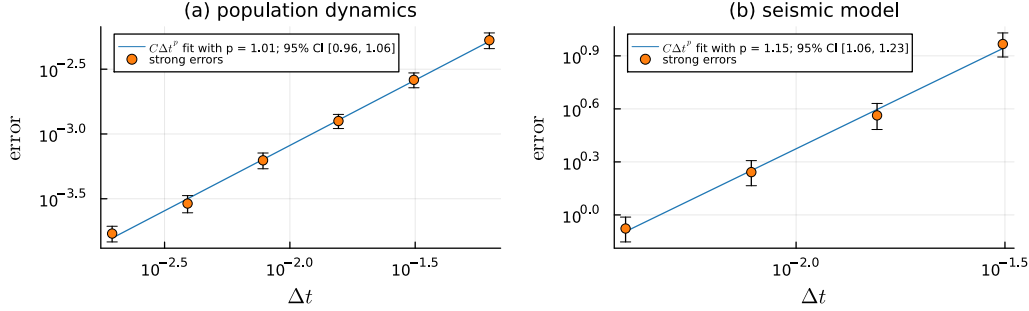 (a) population dynamics
CΔt^p fit with p = 1.01; 95% CI [0.96, 1.06]
strong errors
error
10^−2.5
10^−3.0
10^−3.5
10^−2.5
10^−2.0
10^−1.5
Δt
(b) seismic model
CΔt^p fit with p = 1.15; 95% CI [1.06, 1.23]
strong errors
error
10^0.9
10^0.6
10^0.3
10^0.0
10^−2.0
10^−1.5
Δt